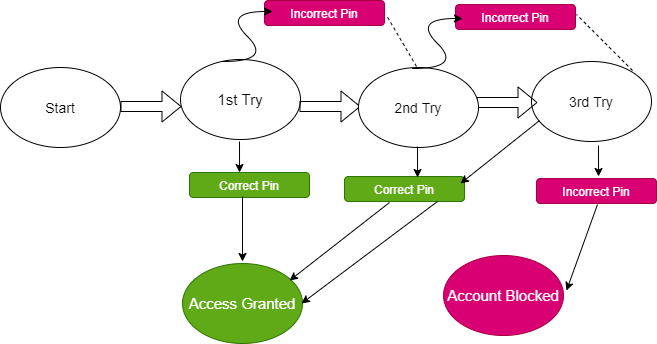 Incorrect Pin
Incorrect Pin
Start
1st Try
2nd Try
3rd Try
Correct Pin
Correct Pin
Incorrect Pin
Access Granted
Account Blocked